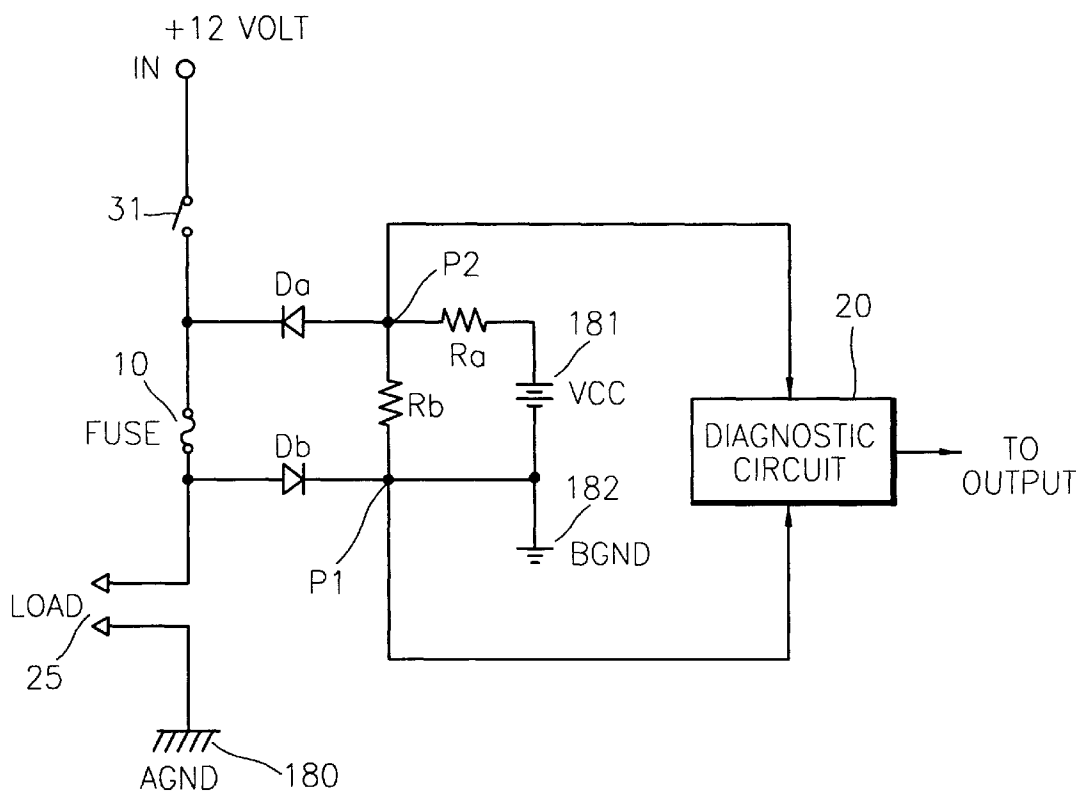 +12 VOLT
IN
31
Da
P2
Ra
181
VCC
20
10
FUSE
Rb
DIAGNOSTIC
CIRCUIT
TO
OUTPUT
Db
182
BGND
P1
LOAD
25
AGND
180